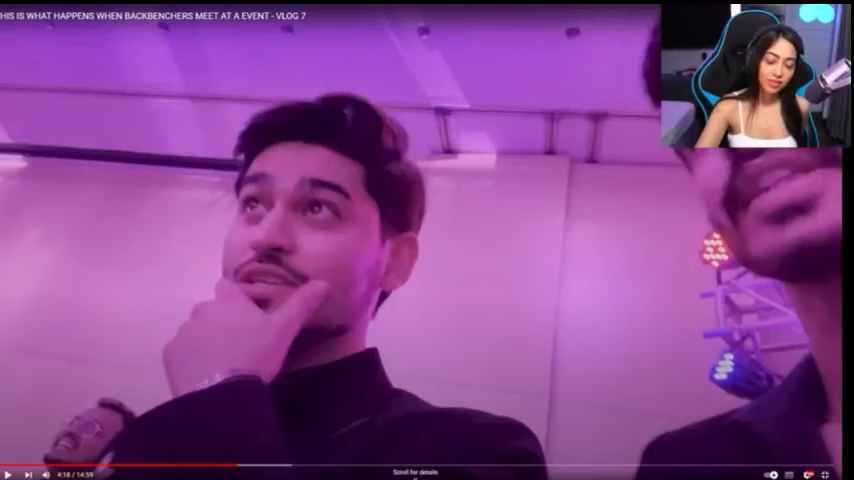 HIS IS WHAT HAPPENS WHEN BACKBENCHERS MEET AT A EVENT - VLOG 7
4:18 / 14:59
Scroll for details